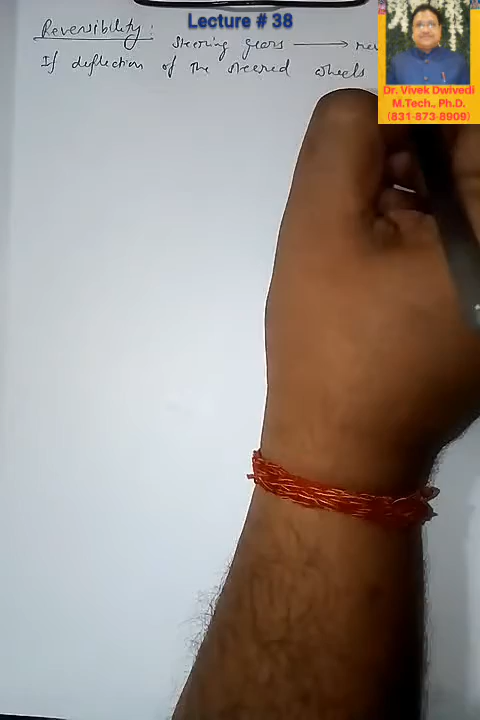 Lecture # 38
Reversibility : Steering gears →
If deflection of the steered wheels
Dr. Vivek Dwivedi
M.Tech., Ph.D.
(831-873-8909)